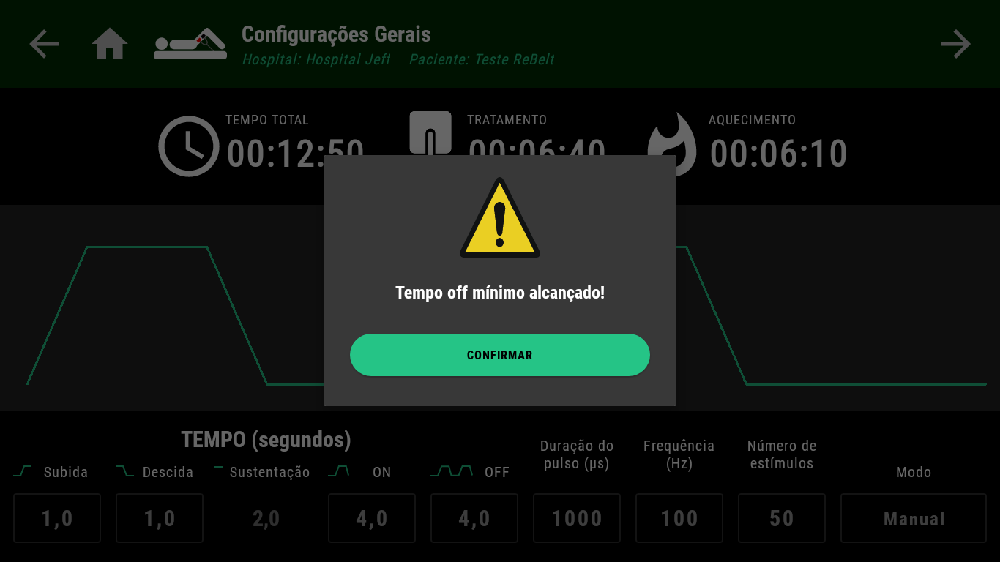 Configurações Gerais
Hospital: Hospital Jeff Paciente: Teste ReBelt
TEMPO TOTAL
00:12:50
TRATAMENTO
00:06:40
AQUECIMENTO
00:06:10
Tempo off mínimo alcançado!
CONFIRMAR
TEMPO (segundos)
Subida
Descida
Sustentação
ON
OFF
Duração do
pulso (µs)
Frequência
(Hz)
Número de
estímulos
Modo
1,0
1,0
2,0
4,0
4,0
1000
100
50
Manual